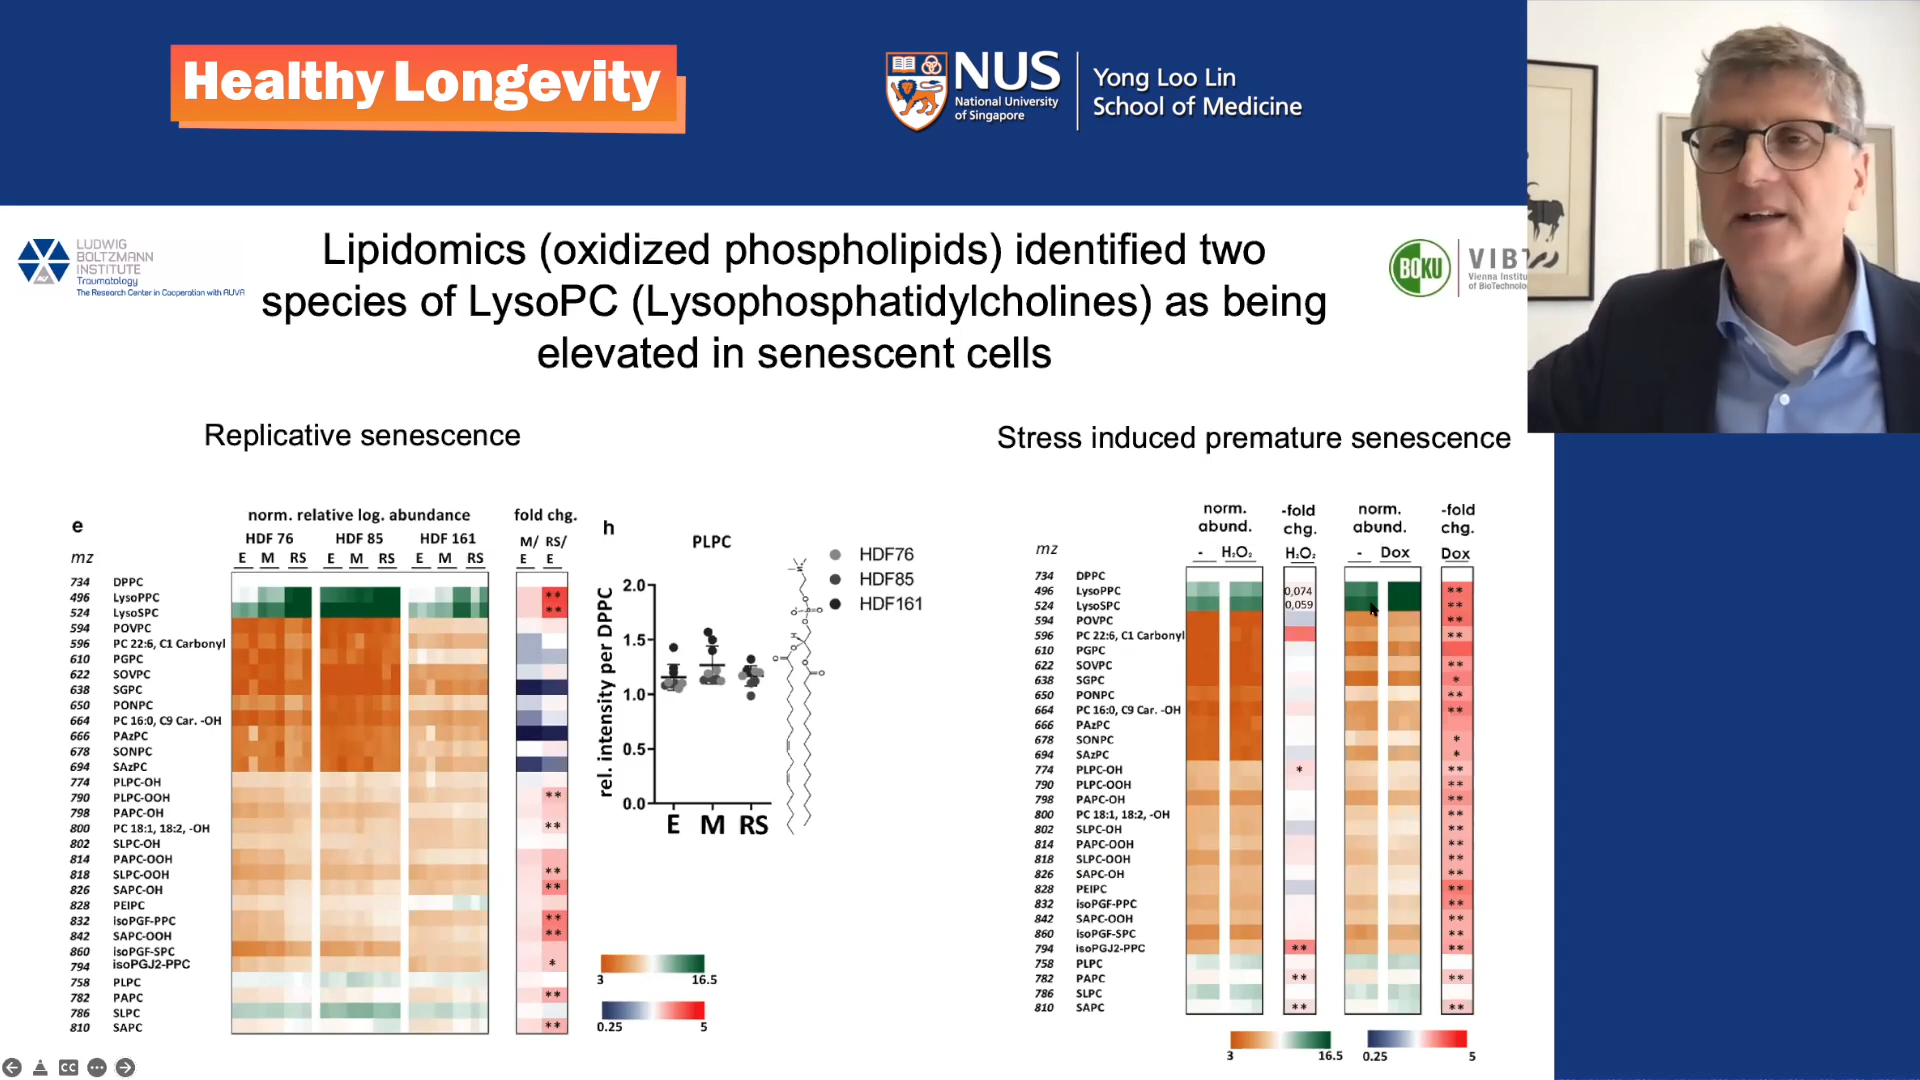 Healthy Longevity
NUS
National University
of Singapore
Yong Loo Lin
School of Medicine
LUDWIG
BOLTZMANN
INSTITUTE
Traumatology
The Research Center in Cooperation with AUVA
Lipidomics (oxidized phospholipids) identified two
species of LysoPC (Lysophosphatidylcholines) as being
elevated in senescent cells
BOKU
VIBT
Vienna Institu
of BioTechnolo
Replicative senescence
Stress induced premature senescence
e
norm. relative log. abundance
fold chg.
HDF 76
HDF 85
HDF 161
M/ RS/
mz
E M RS
E M RS
E M RS
E E
734 DPPC
496 LysoPPC **
524 LysoSPC **
594 POVPC
596 PC 22:6, C1 Carbonyl
610 PGPC
622 SOVPC
638 SGPC
650 PONPC
664 PC 16:0, C9 Car. -OH
666 PAzPC
678 SONPC
694 SAzPC
774 PLPC-OH
790 PLPC-OOH **
798 PAPC-OH
800 PC 18:1, 18:2, -OH **
802 SLPC-OH
814 PAPC-OOH
818 SLPC-OOH **
826 SAPC-OH **
828 PEIPC
832 isoPGF-PPC **
842 SAPC-OOH **
860 isoPGF-SPC
794 isoPGJ2-PPC *
758 PLPC
782 PAPC **
786 SLPC
810 SAPC **
h
PLPC
HDF76
HDF85
HDF161
rel. intensity per DPPC
2.0
1.5
1.0
0.5
0.0
E M RS
3 16.5
0.25 5
norm.
abund.
-fold
chg.
norm.
abund.
-fold
chg.
mz
- H₂O₂
H₂O₂
- Dox
Dox
734 DPPC
496 LysoPPC 0,074 **
524 LysoSPC 0,059 **
594 POVPC **
596 PC 22:6, C1 Carbonyl **
610 PGPC
622 SOVPC **
638 SGPC *
650 PONPC **
664 PC 16:0, C9 Car. -OH **
666 PAzPC
678 SONPC *
694 SAzPC *
774 PLPC-OH * **
790 PLPC-OOH **
798 PAPC-OH **
800 PC 18:1, 18:2, -OH **
802 SLPC-OH **
814 PAPC-OOH **
818 SLPC-OOH **
826 SAPC-OH **
828 PEIPC **
832 isoPGF-PPC **
842 SAPC-OOH **
860 isoPGF-SPC **
794 isoPGJ2-PPC ** **
758 PLPC
782 PAPC ** **
786 SLPC
810 SAPC ** **
3 16.5
0.25 5
CC